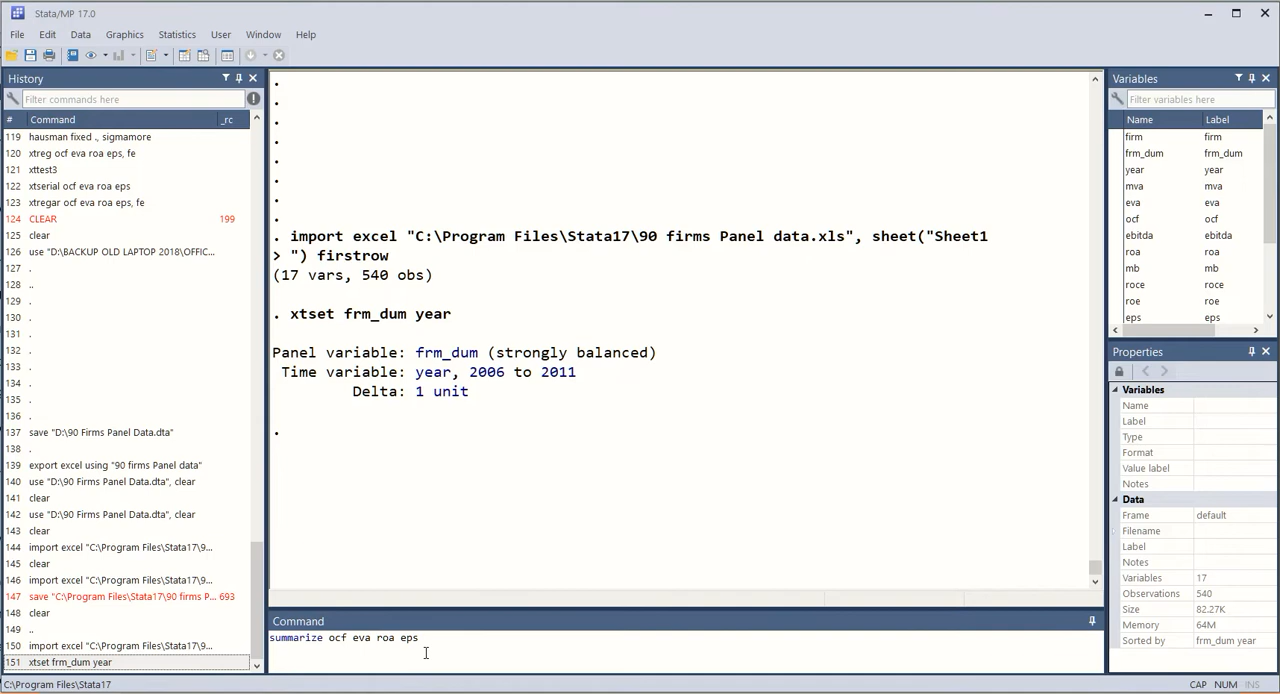 Stata/MP 17.0
File Edit Data Graphics Statistics User Window Help
History
Filter commands here
# Command _rc
119 hausman fixed ., sigmamore
120 xtreg ocf eva roa eps, fe
121 xttest3
122 xtserial ocf eva roa eps
123 xtregar ocf eva roa eps, fe
124 CLEAR 199
125 clear
126 use "D:\BACKUP OLD LAPTOP 2018\OFFIC...
127 .
128 ..
129 .
130 .
131 .
132 .
133 .
134 .
135 .
136 .
137 save "D:\90 Firms Panel Data.dta"
138 .
139 export excel using "90 firms Panel data"
140 use "D:\90 Firms Panel Data.dta", clear
141 clear
142 use "D:\90 Firms Panel Data.dta", clear
143 clear
144 import excel "C:\Program Files\Stata17\9...
145 clear
146 import excel "C:\Program Files\Stata17\9...
147 save "C:\Program Files\Stata17\90 firms P... 693
148 clear
149 ..
150 import excel "C:\Program Files\Stata17\9...
151 xtset frm_dum year
.
.
.
.
.
.
.
.
. import excel "C:\Program Files\Stata17\90 firms Panel data.xls", sheet("Sheet1
> ") firstrow
(17 vars, 540 obs)
. xtset frm_dum year
Panel variable: frm_dum (strongly balanced)
Time variable: year, 2006 to 2011
Delta: 1 unit
.
Command
summarize ocf eva roa eps
Variables
Filter variables here
Name Label
firm firm
frm_dum frm_dum
year year
mva mva
eva eva
ocf ocf
ebitda ebitda
roa roa
mb mb
roce roce
roe roe
eps eps
Properties
Variables
Name
Label
Type
Format
Value label
Notes
Data
Frame default
Filename
Label
Notes
Variables 17
Observations 540
Size 82.27K
Memory 64M
Sorted by frm_dum year
C:\Program Files\Stata17
CAP NUM INS